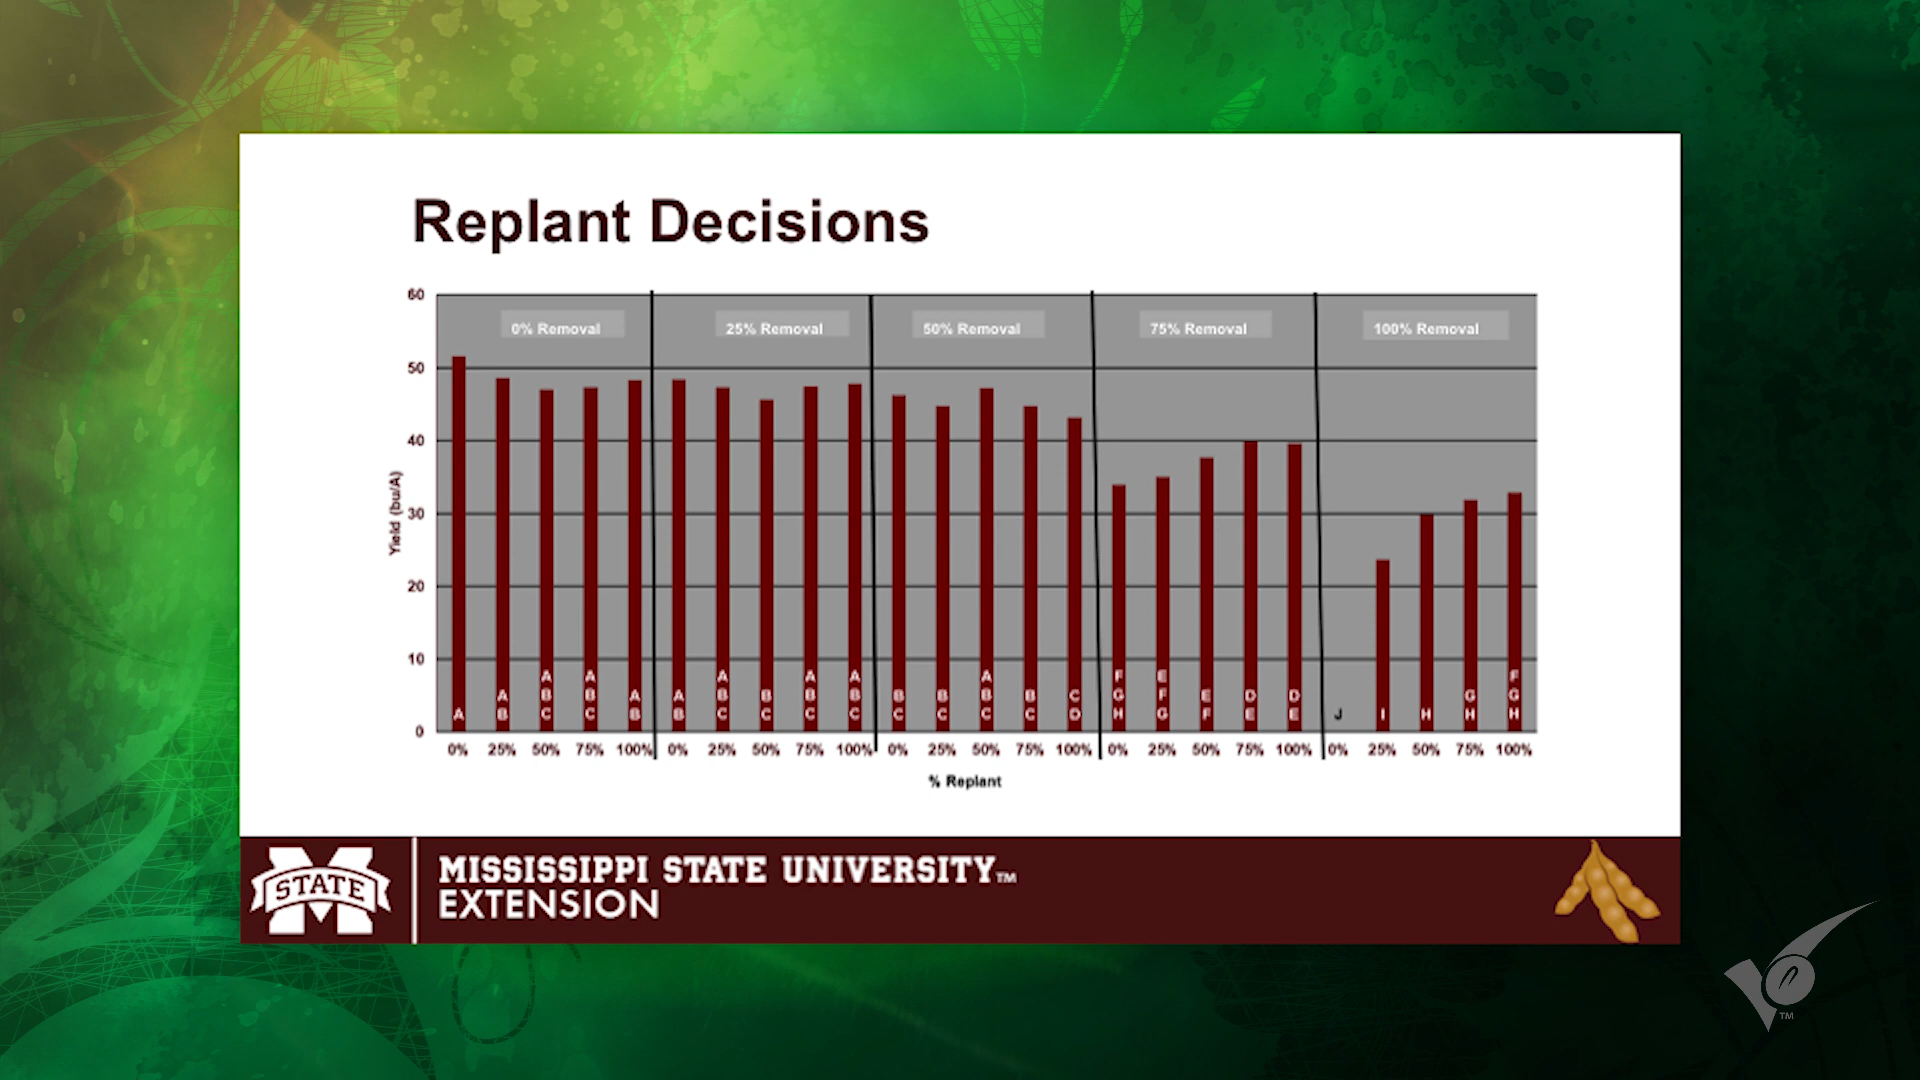 Replant Decisions
60
50
40
30
20
10
0
Yield (bu/A)
0% Removal
25% Removal
50% Removal
75% Removal
100% Removal
A
A B
A B C
A B C
A B
A B
A B C
B C
A B C
A B C
B C
B C
A B C
B C
C D
F G H
E F G
E F
D E
D E
J
I
H
G H
F G H
0% 25% 50% 75% 100% 0% 25% 50% 75% 100% 0% 25% 50% 75% 100% 0% 25% 50% 75% 100% 0% 25% 50% 75% 100%
% Replant
STATE
MISSISSIPPI STATE UNIVERSITY™
EXTENSION
TM